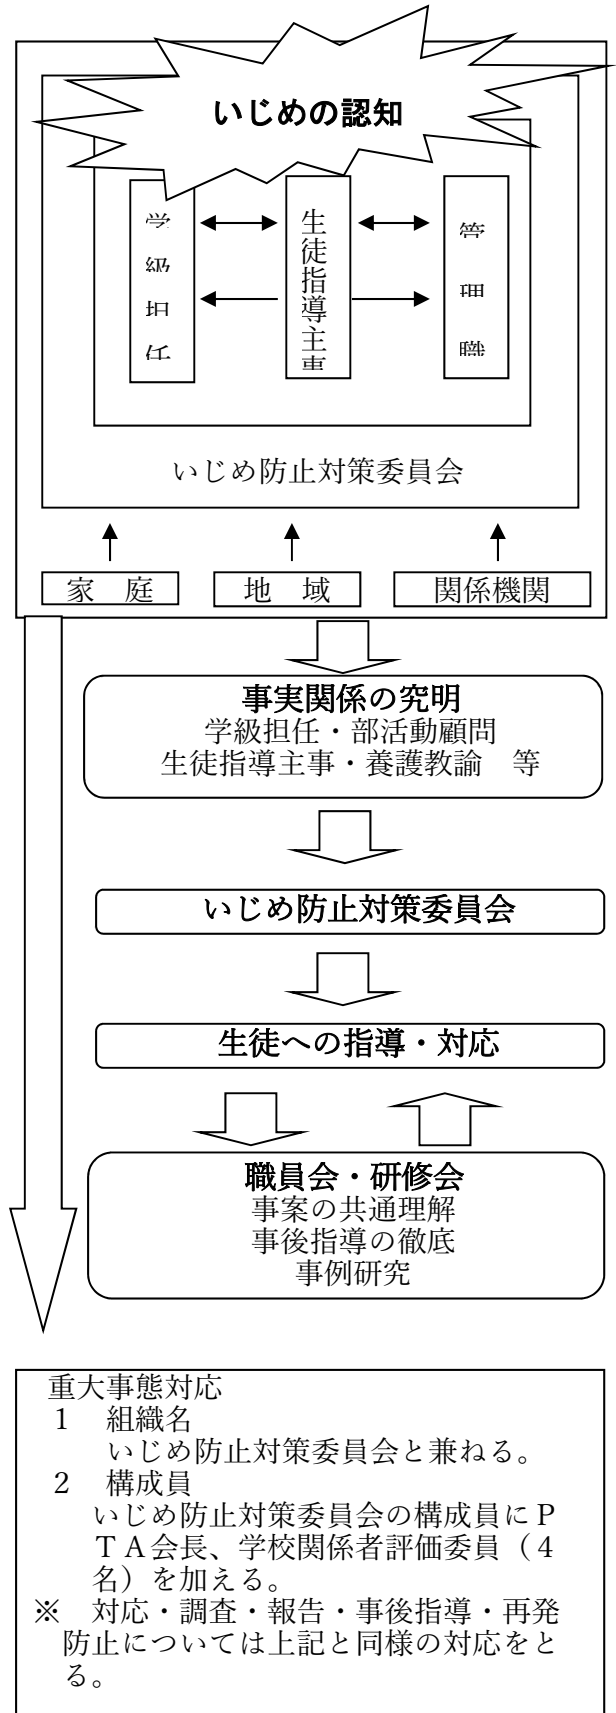 いじめの認知
学級担任
生徒指導主事
管理職
いじめ防止対策委員会
家　庭
地　域
関係機関
事実関係の究明
学級担任・部活動顧問
生徒指導主事・養護教諭　等
いじめ防止対策委員会
生徒への指導・対応
職員会・研修会
事案の共通理解
事後指導の徹底
事例研究
重大事態対応
１　組織名
いじめ防止対策委員会と兼ねる。
２　構成員
いじめ防止対策委員会の構成員にＰ
ＴＡ会長、学校関係者評価委員（４
名）を加える。
※　対応・調査・報告・事後指導・再発
防止については上記と同様の対応をと
る。